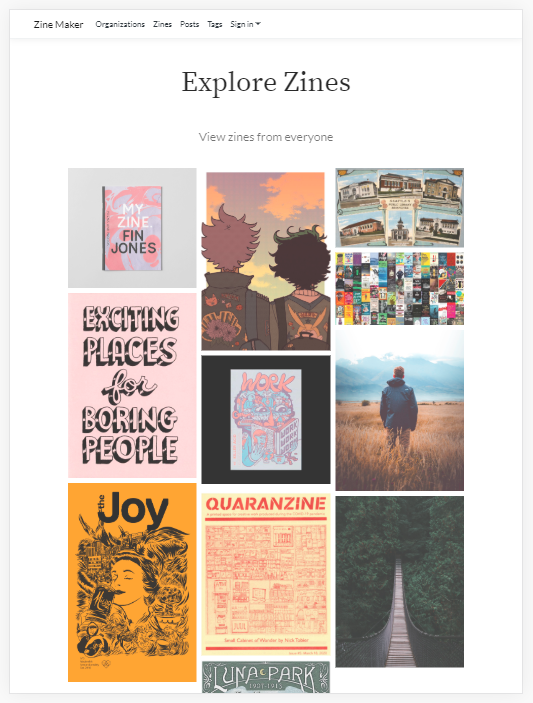 Zine Maker Organizations Zines Posts Tags Sign in
Explore Zines
View zines from everyone
MY
ZINE.
FIN
JONES
EXCITING
PLACES
for
BORING
PEOPLE
the
Joy
WORK
QUARANZINE
Small Cabinet of Wonder by Nick Tobier
LUNA PARK